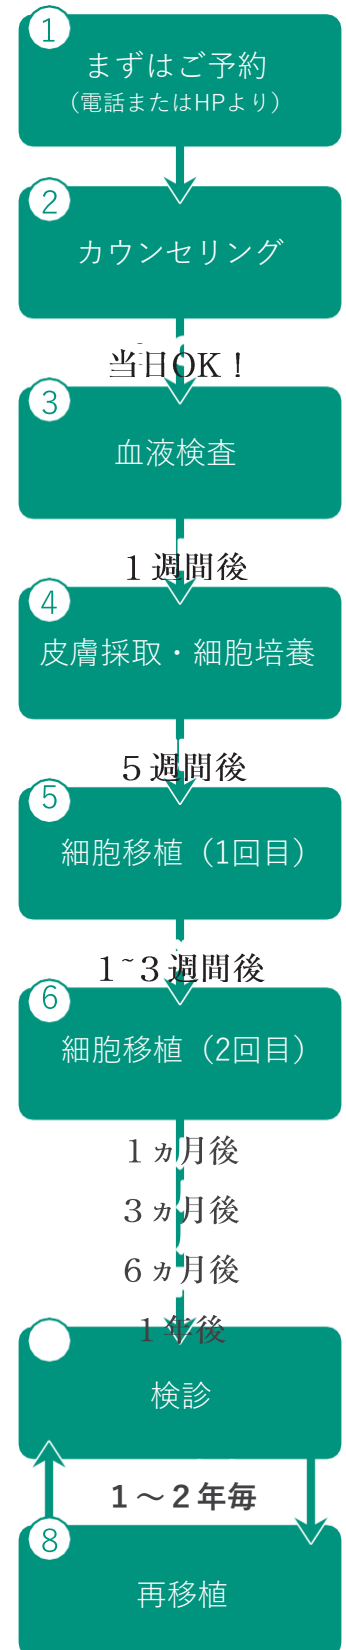 1
まずはご予約
（電話またはHPより）
2
カウンセリング
当日OK！
3
血液検査
1 週間後
4
皮膚採取・細胞培養
5 週間後
5
細胞移植（1回目）
1~3 週間後
6
細胞移植（2回目）
1 ヵ月後
3 ヵ月後
6 ヵ月後
1 年後
検診
1 ～ 2 年毎
8
再移植